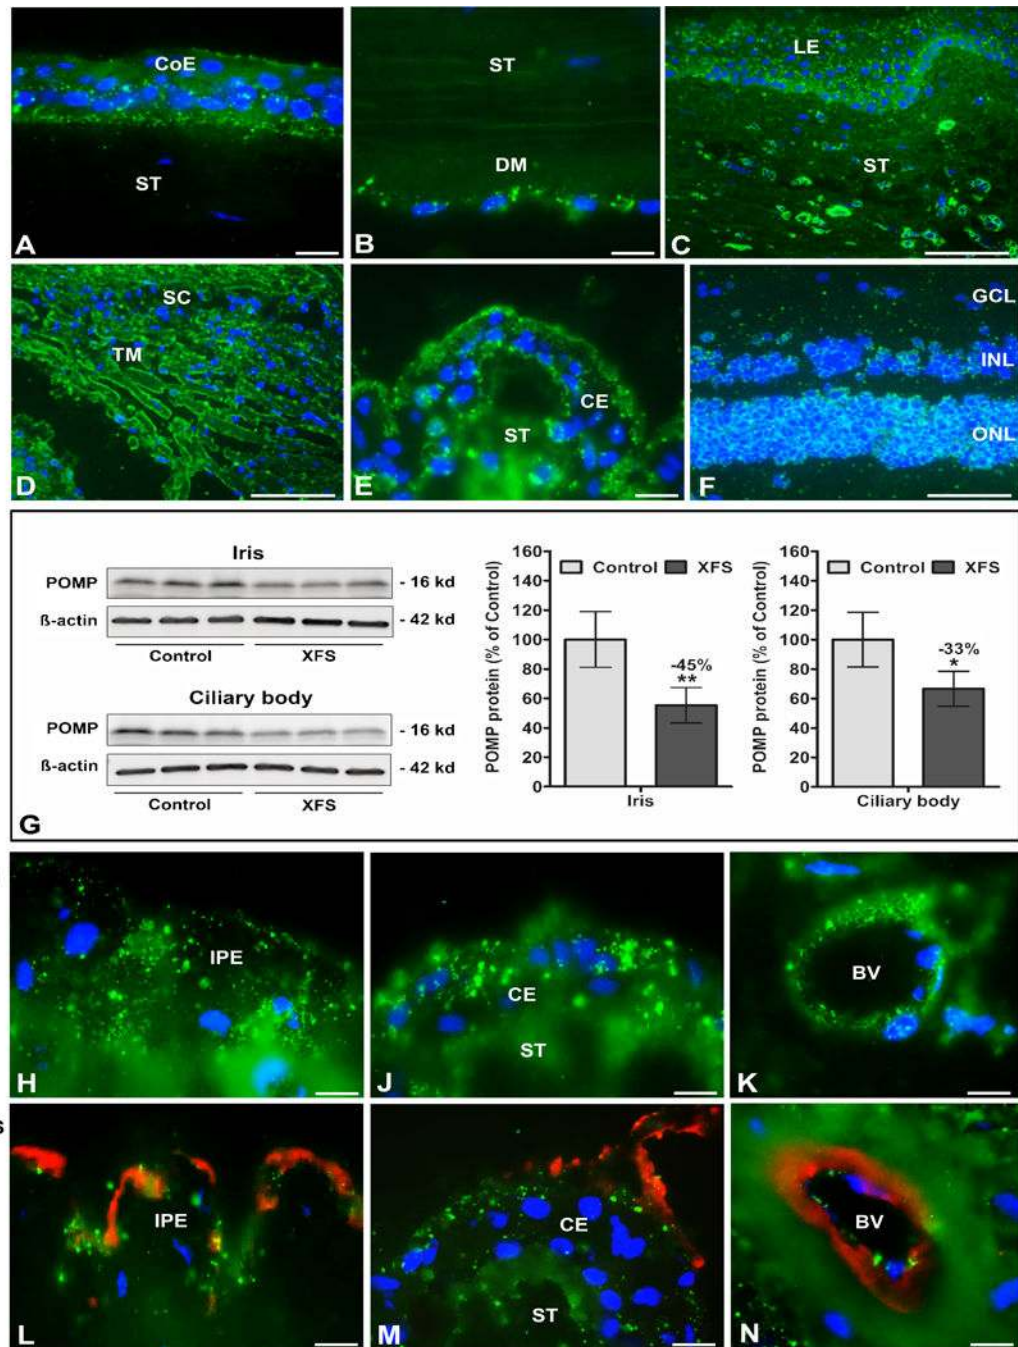 CoE
ST
A
ST
DM
B
LE
ST
C
SC
TM
D
CE
ST
E
GCL
INL
ONL
F
Iris
POMP
- 16 kd
ß-actin
- 42 kd
Control XFS
Ciliary body
POMP
- 16 kd
ß-actin
- 42 kd
Control XFS
G
POMP protein (% of Control)
160
140
120
100
80
60
40
20
0
Control XFS
-45%
**
Iris
POMP protein (% of Control)
160
140
120
100
80
60
40
20
0
Control XFS
-33%
*
Ciliary body
IPE
H
CE
ST
J
BV
K
s
IPE
L
CE
ST
M
BV
N